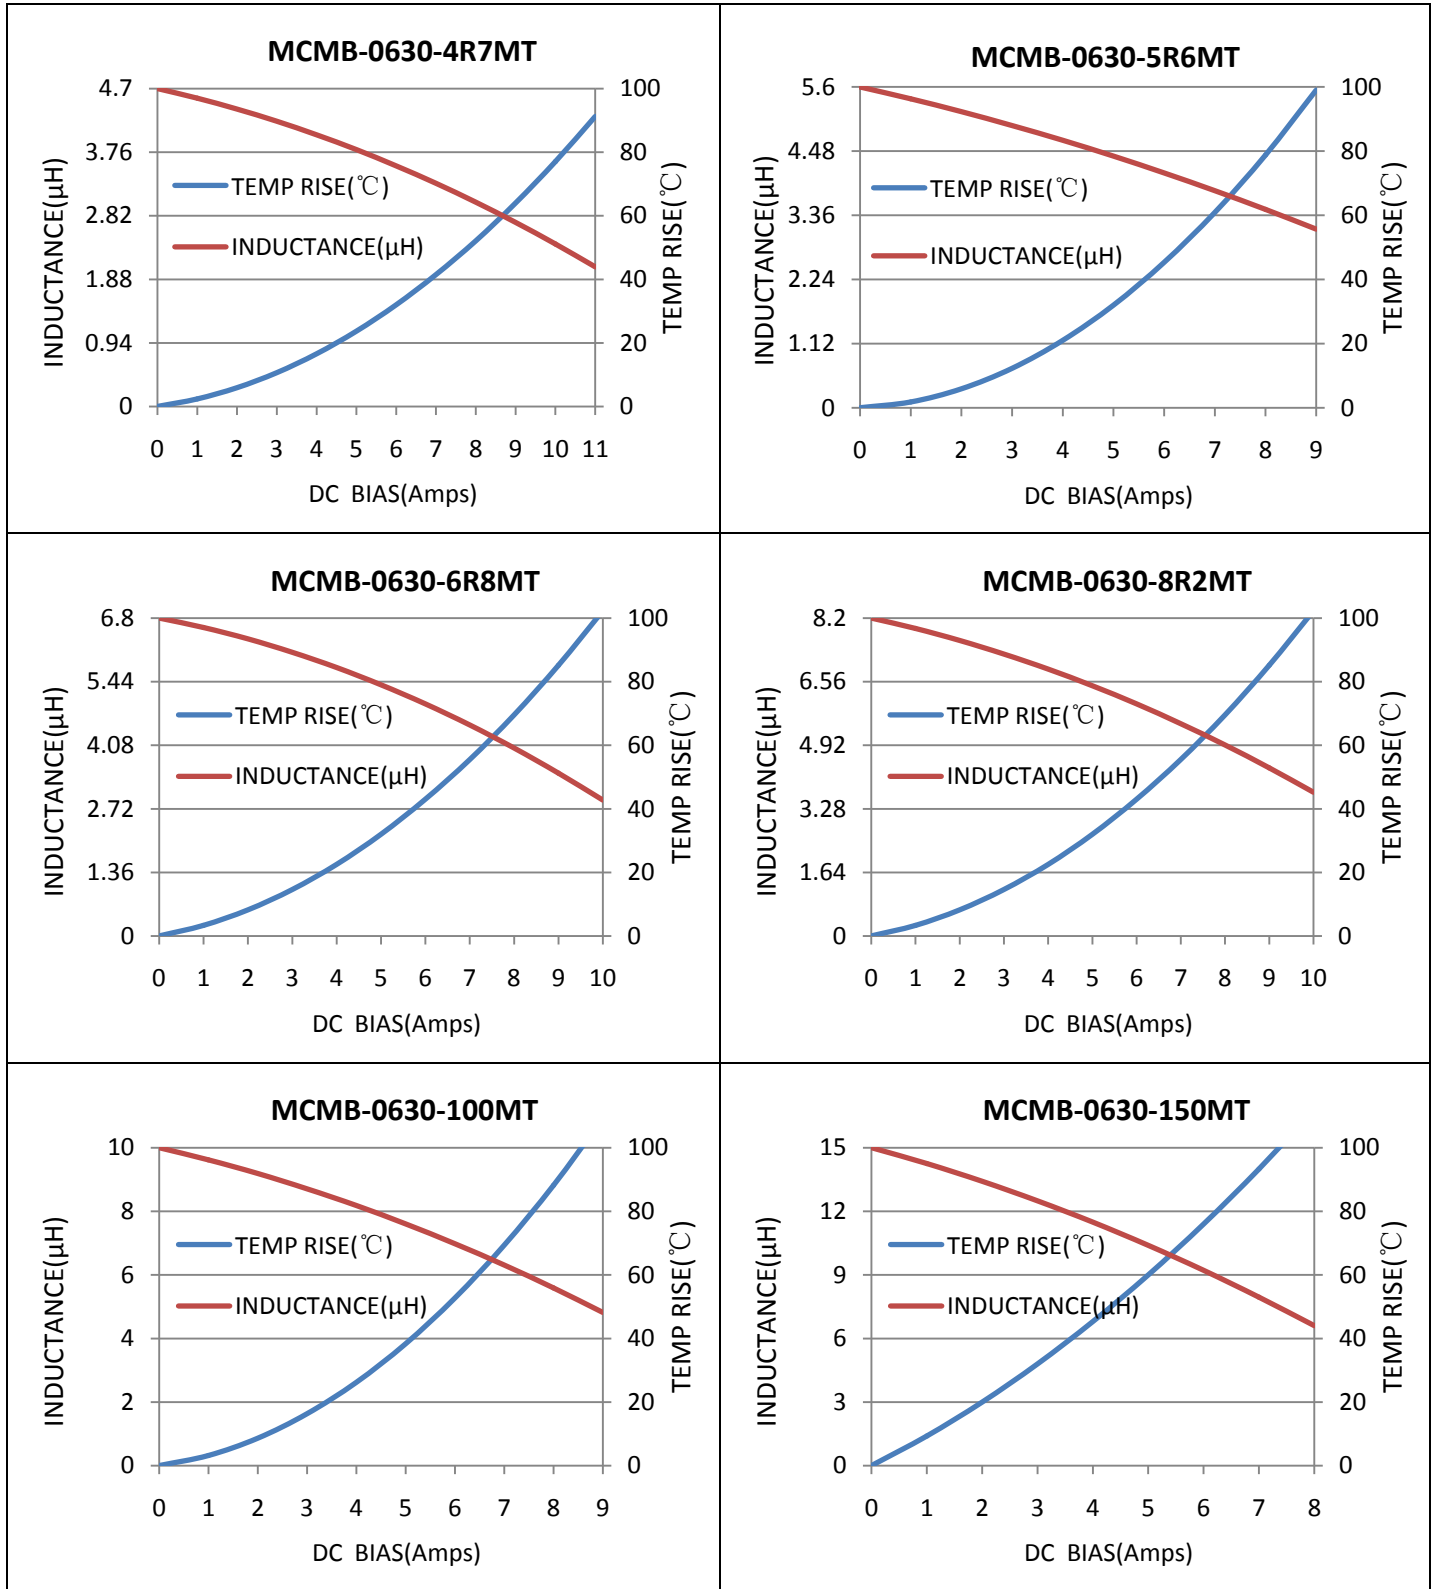 MCMB-0630-4R7MT
4.7 3.76 2.82 1.88 0.94 0
INDUCTANCE(μH)
TEMP RISE(℃)
INDUCTANCE(μH)
100 80 60 40 20 0
TEMP RISE(℃)
0 1 2 3 4 5 6 7 8 9 10 11
DC BIAS(Amps)
MCMB-0630-5R6MT
5.6 4.48 3.36 2.24 1.12 0
INDUCTANCE(μH)
TEMP RISE(℃)
INDUCTANCE(μH)
100 80 60 40 20 0
TEMP RISE(℃)
0 1 2 3 4 5 6 7 8 9
DC BIAS(Amps)
MCMB-0630-6R8MT
6.8 5.44 4.08 2.72 1.36 0
INDUCTANCE(μH)
TEMP RISE(℃)
INDUCTANCE(μH)
100 80 60 40 20 0
TEMP RISE(℃)
0 1 2 3 4 5 6 7 8 9 10
DC BIAS(Amps)
MCMB-0630-8R2MT
8.2 6.56 4.92 3.28 1.64 0
INDUCTANCE(μH)
TEMP RISE(℃)
INDUCTANCE(μH)
100 80 60 40 20 0
TEMP RISE(℃)
0 1 2 3 4 5 6 7 8 9 10
DC BIAS(Amps)
MCMB-0630-100MT
10 8 6 4 2 0
INDUCTANCE(μH)
TEMP RISE(℃)
INDUCTANCE(μH)
100 80 60 40 20 0
TEMP RISE(℃)
0 1 2 3 4 5 6 7 8 9
DC BIAS(Amps)
MCMB-0630-150MT
15 12 9 6 3 0
INDUCTANCE(μH)
TEMP RISE(℃)
INDUCTANCE(μH)
100 80 60 40 20 0
TEMP RISE(℃)
0 1 2 3 4 5 6 7 8
DC BIAS(Amps)